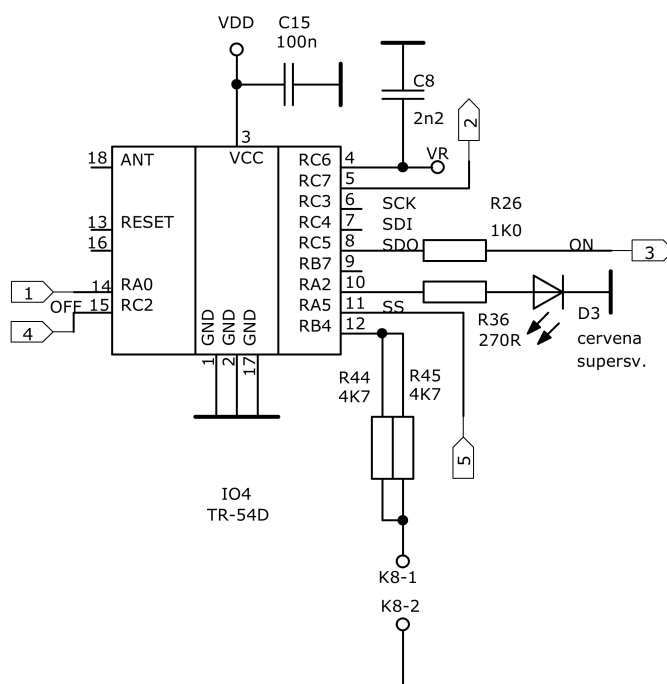 VDD
C15
100n
C8
2n2
2
3
VCC
VR
18
ANT
RC6
4
RC7
5
RC3
6
SCK
R26
13
RESET
RC4
7
SDI
1K0
16
RC5
8
SDO
ON
3
RB7
9
1
14
RA0
RA2
10
OFF
15
RC2
RA5
11
SS
R36
D3
4
GND
GND
GND
RB4
12
270R
cervena
supersv.
1
2
17
R44
4K7
R45
4K7
5
IO4
TR-54D
K8-1
K8-2